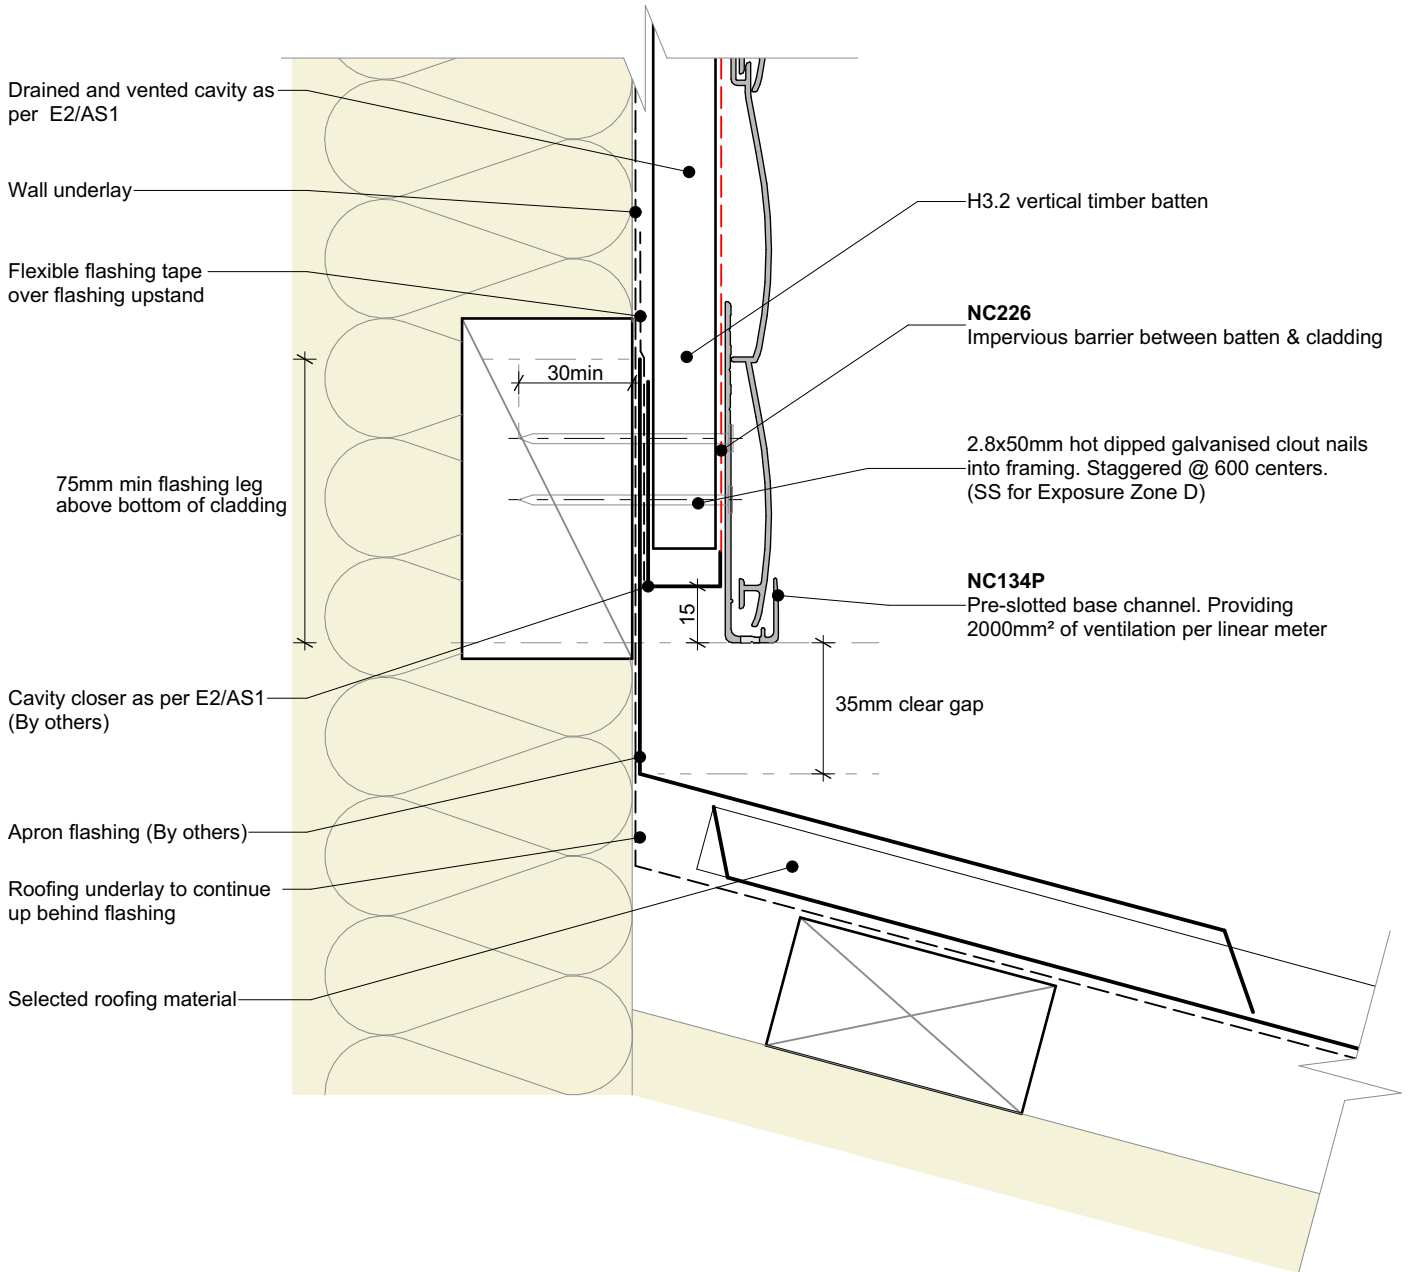 Drained and vented cavity as
per E2/AS1
Wall underlay
Flexible flashing tape
over flashing upstand
30min
75mm min flashing leg
above bottom of cladding
15
Cavity closer as per E2/AS1
(By others)
Apron flashing (By others)
Roofing underlay to continue
up behind flashing
Selected roofing material
H3.2 vertical timber batten
NC226
Impervious barrier between batten & cladding
2.8x50mm hot dipped galvanised clout nails
into framing. Staggered @ 600 centers.
(SS for Exposure Zone D)
NC134P
Pre-slotted base channel. Providing
2000mm² of ventilation per linear meter
35mm clear gap